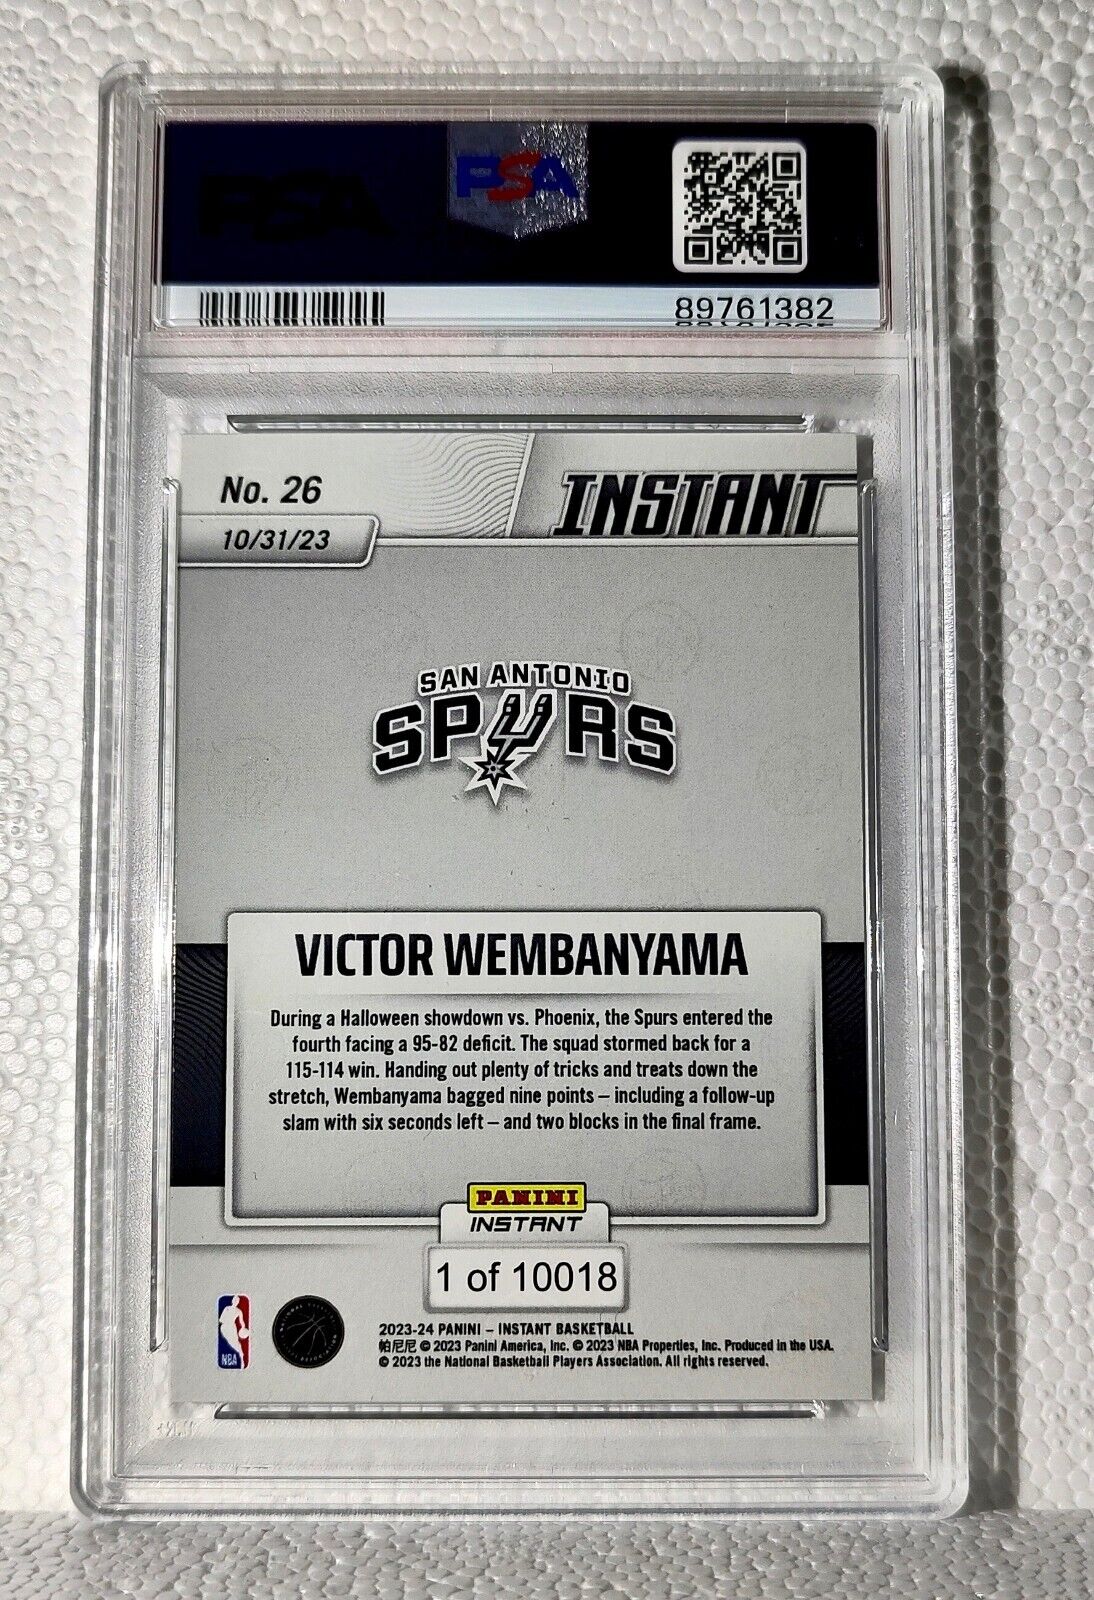 PSA
PSA
89761382
No. 26
INSTANT
10/31/23
SAN ANTONIO
SPURS
VICTOR WEMBANYAMA
During a Halloween showdown vs. Phoenix, the Spurs entered the
fourth facing a 95-82 deficit. The squad stormed back for a
115-114 win. Handing out plenty of tricks and treats down the
stretch, Wembanyama bagged nine points – including a follow-up
slam with six seconds left – and two blocks in the final frame.
PANINI
INSTANT
1 of 10018
NBA
2023-24 PANINI – INSTANT BASKETBALL
帕尼尼 © 2023 Panini America, Inc. © 2023 NBA Properties, Inc. Produced in the USA.
© 2023 the National Basketball Players Association. All rights reserved.